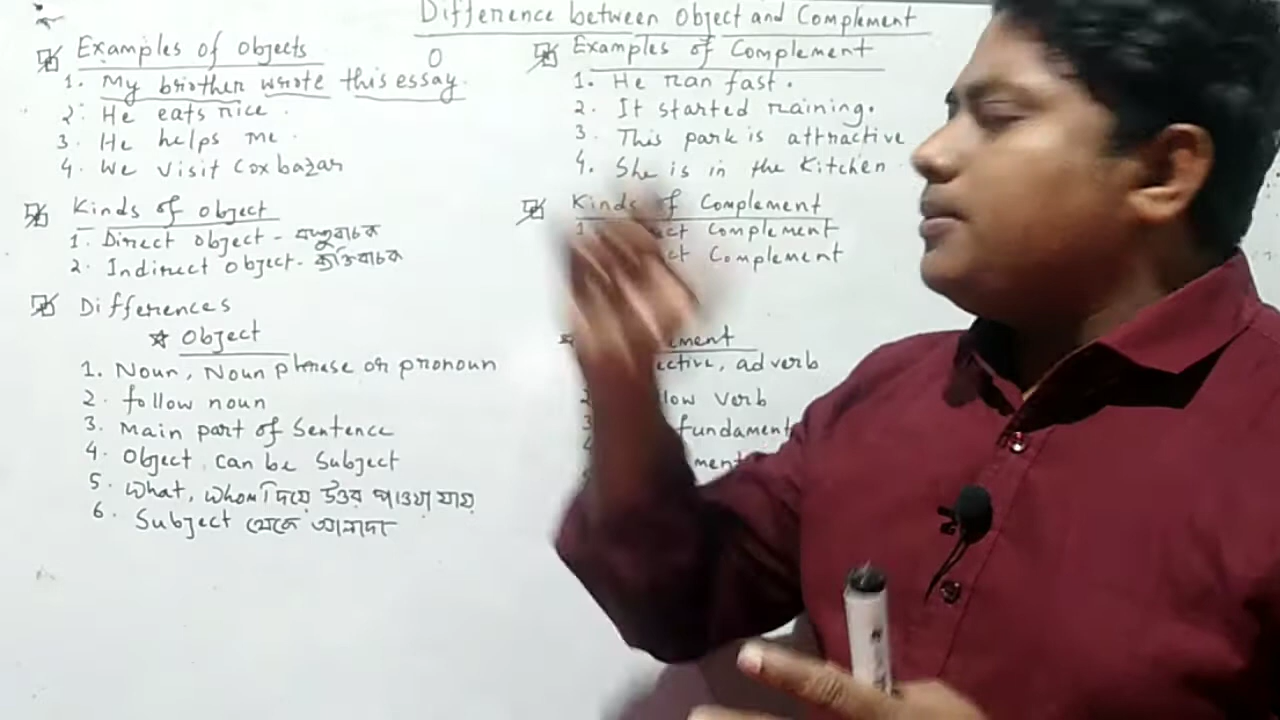 Difference between Object and Complement
Examples of Objects
O
1. My brother wrote this essay.
2. He eats rice.
3. He helps me.
4. We visit Coxbazar
Kinds of object
1. Direct object - বস্তুবাচক
2. Indirect object - ব্যক্তিবাচক
Differences
Object
1. Noun, Noun phrase or pronoun
2. follow noun
3. Main part of Sentence
4. Object can be Subject
5. What, whom দিয়ে উত্তর পাওয়া যায়
6. Subject থেকে আলাদা
Examples of Complement
1. He ran fast.
2. It started raining.
3. This park is attractive
4. She is in the Kitchen
Kinds of Complement
1. Complement
Complement
adverb
verb